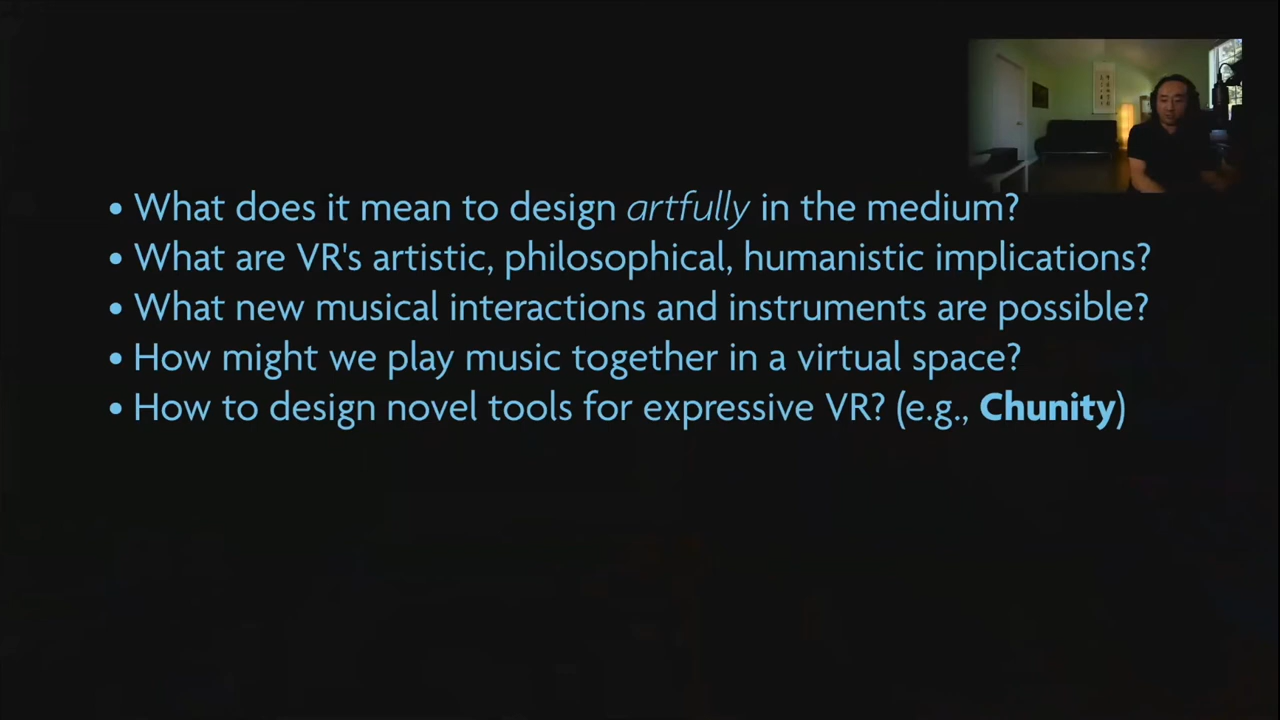 • What does it mean to design artfully in the medium?
• What are VR's artistic, philosophical, humanistic implications?
• What new musical interactions and instruments are possible?
• How might we play music together in a virtual space?
• How to design novel tools for expressive VR? (e.g., Chunity)